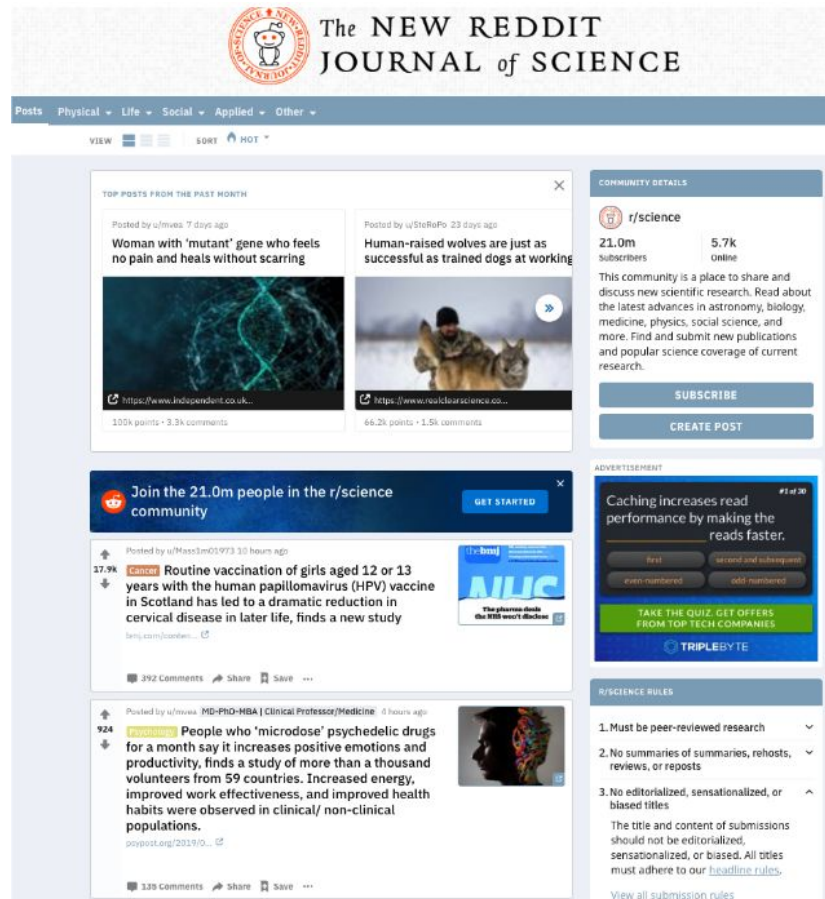 The NEW REDDIT
JOURNAL of SCIENCE
Posts Physical Life Social Applied Other
VIEW SORT HOT
TOP POSTS FROM THE PAST MONTH
Posted by u/mvea 7 days ago
Woman with 'mutant' gene who feels
no pain and heals without scarring
https://www.independent.co.uk...
100k points • 3.3k comments
Posted by u/SteRoPo 23 days ago
Human-raised wolves are just as
successful as trained dogs at working
https://www.realclearscience.co...
66.2k points • 1.5k comments
Join the 21.0m people in the r/science
community
GET STARTED
Posted by u/Mass1m01973 10 hours ago
17.9k
Cancer Routine vaccination of girls aged 12 or 13
years with the human papillomavirus (HPV) vaccine
in Scotland has led to a dramatic reduction in
cervical disease in later life, finds a new study
bmj.com/conten...
thebmj
NHS
The pharma deals
the NHS won't disclose
392 Comments Share Save ...
Posted by u/mvea MD-PhD-MBA | Clinical Professor/Medicine 4 hours ago
924
Psychology People who 'microdose' psychedelic drugs
for a month say it increases positive emotions and
productivity, finds a study of more than a thousand
volunteers from 59 countries. Increased energy,
improved work effectiveness, and improved health
habits were observed in clinical/ non-clinical
populations.
psypost.org/2019/0...
138 Comments Share Save ...
COMMUNITY DETAILS
r/science
21.0m 5.7k
Subscribers Online
This community is a place to share and
discuss new scientific research. Read about
the latest advances in astronomy, biology,
medicine, physics, social science, and
more. Find and submit new publications
and popular science coverage of current
research.
SUBSCRIBE
CREATE POST
ADVERTISEMENT
#1 of 30
Caching increases read
performance by making the
____________ reads faster.
first second and subsequent
even-numbered odd-numbered
TAKE THE QUIZ. GET OFFERS
FROM TOP TECH COMPANIES
TRIPLEBYTE
R/SCIENCE RULES
1. Must be peer-reviewed research
2. No summaries of summaries, rehosts,
reviews, or reposts
3. No editorialized, sensationalized, or
biased titles
The title and content of submissions
should not be editorialized,
sensationalized, or biased. All titles
must adhere to our headline rules.
View all submission rules